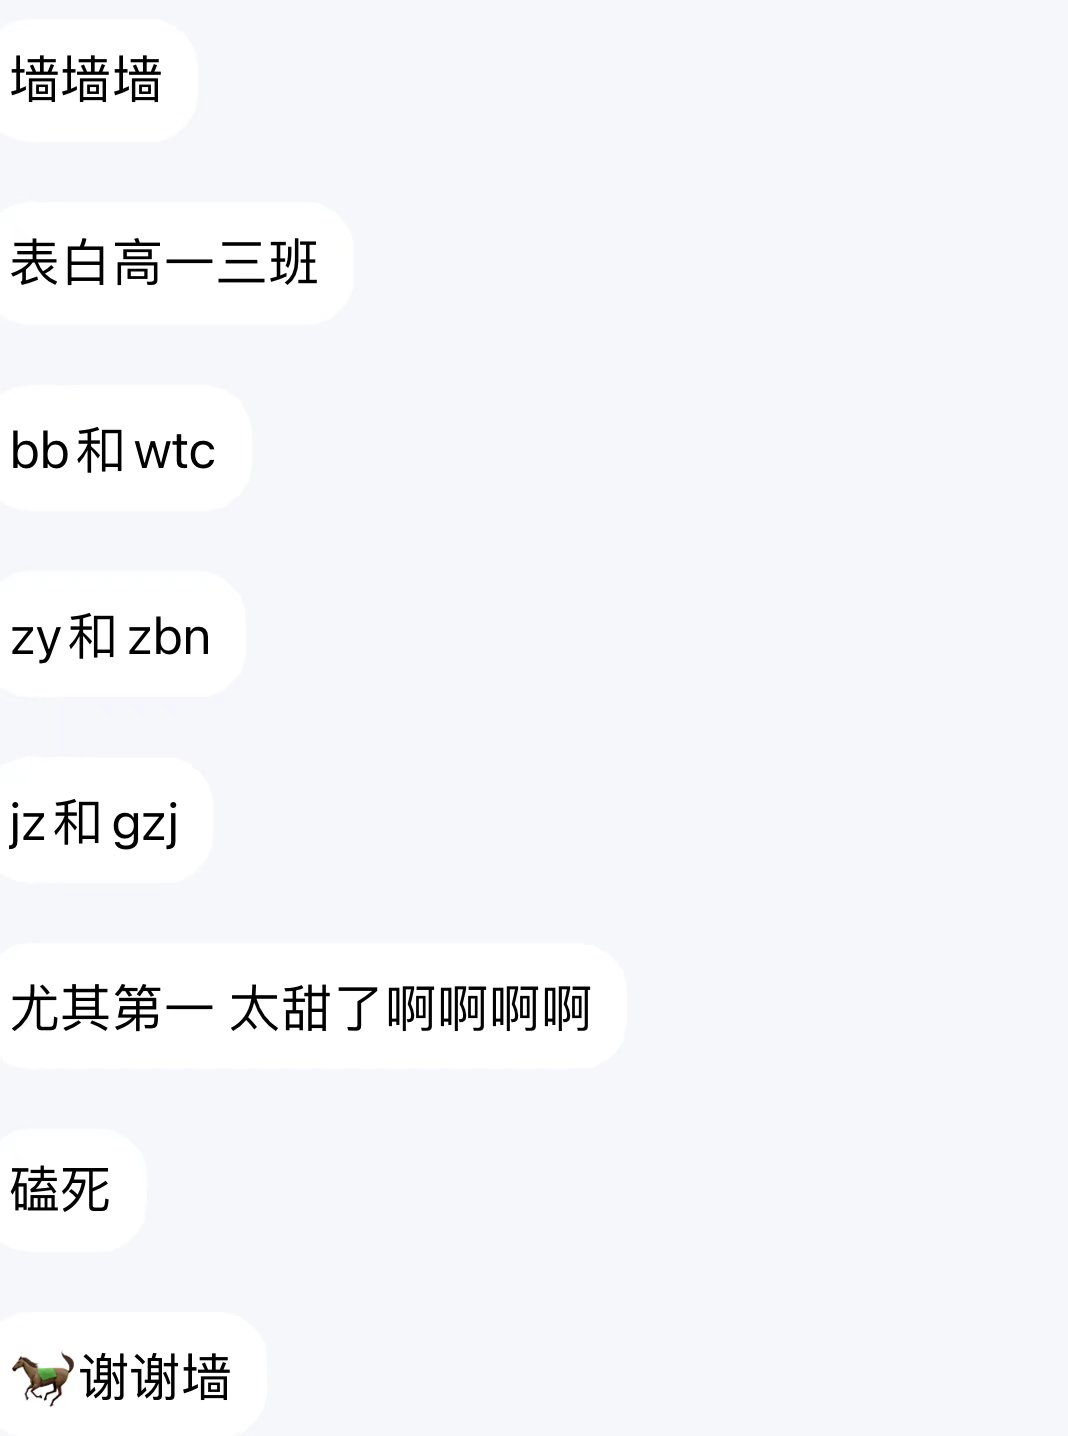 墙墙墙
表白高一三班
bb和wtc
zy和zbn
jz和gzj
尤其第一 太甜了啊啊啊啊
磕死
🐎谢谢墙